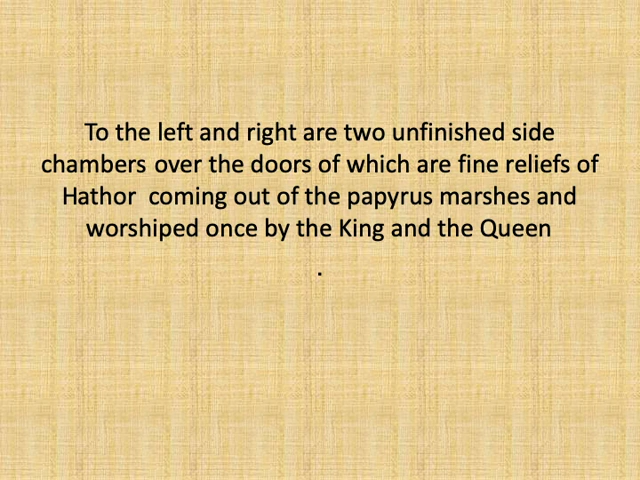 To the left and right are two unfinished side
chambers over the doors of which are fine reliefs of
Hathor  coming out of the papyrus marshes and
worshiped once by the King and the Queen
.